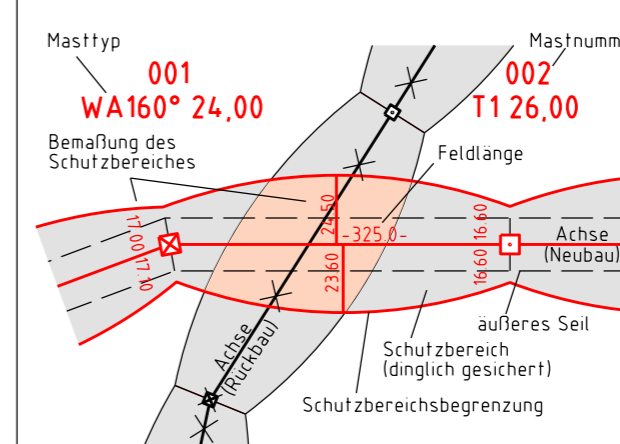 Masttyp
Mastnumm
001
WA160° 24,00
002
T1 26,00
Bemaßung des
Schutzbereiches
Feldlänge
24.50
17.00
17.10
-325.0-
23.60
16.60
16.60
Achse
(Neubau)
äußeres Seil
Achse
(Rückbau)
Schutzbereich
(dinglich gesichert)
Schutzbereichsbegrenzung